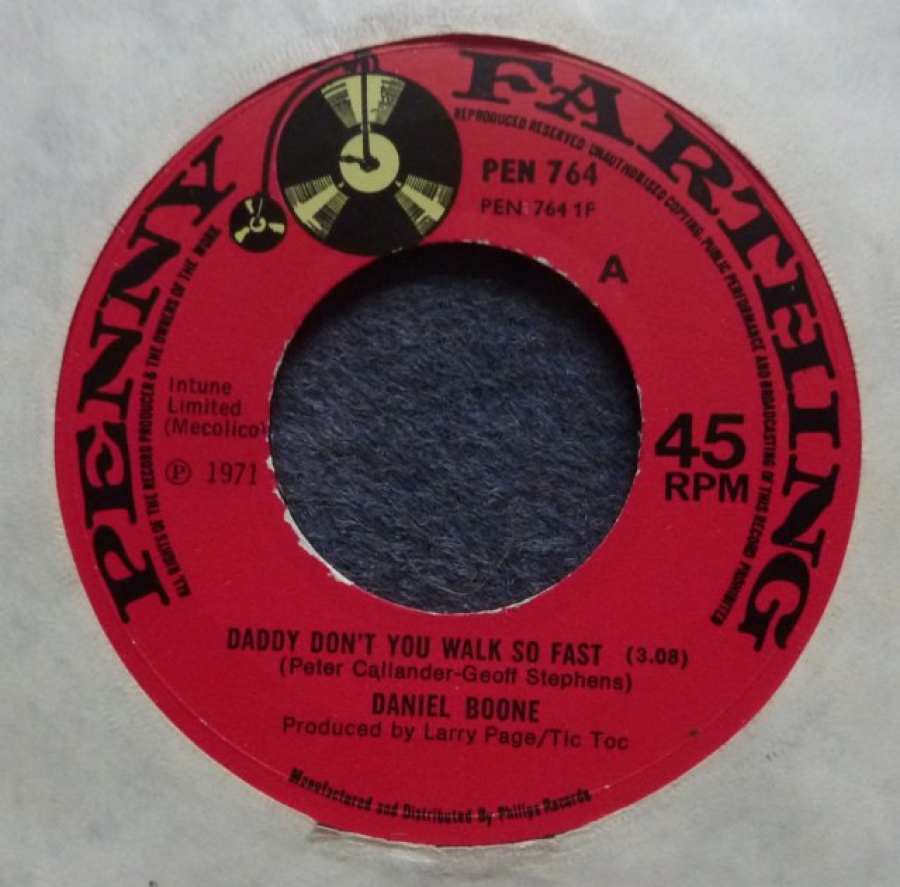 PENNY FARTHING
REPRODUCED RESERVED·UNAUTHORISED COPYING, PUBLIC PERFORMANCE AND BROADCASTING OF THIS RECORD PROHIBITED
ALL RIGHTS OF THE RECORD PRODUCER & THE OWNERS OF THE WORK
PEN 764
PEN 764 1F
A
Intune
Limited
(Mecolico)
℗ 1971
45
RPM
DADDY DON'T YOU WALK SO FAST (3.08)
(Peter Callander-Geoff Stephens)
DANIEL BOONE
Produced by Larry Page/Tic Toc
Manufactured and Distributed By Philips Records